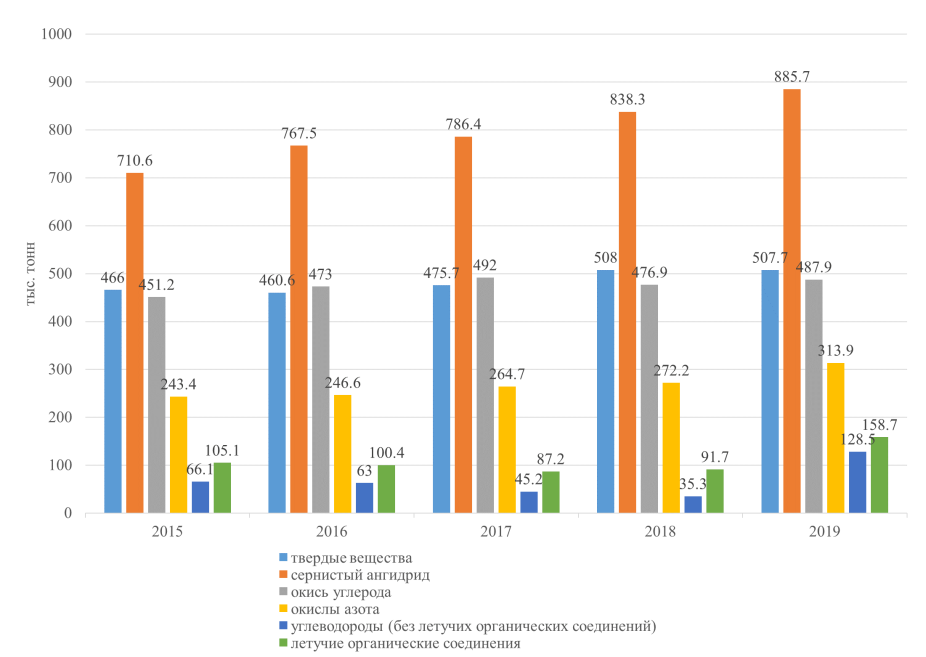 1000
900
800
700
600
500
400
300
200
100
0
тыс. тонн
466 710.6 451.2 243.4 66.1 105.1
460.6 767.5 473 246.6 63 100.4
475.7 786.4 492 264.7 45.2 87.2
508 838.3 476.9 272.2 35.3 91.7
507.7 885.7 487.9 313.9 128.5 158.7
2015 2016 2017 2018 2019
твердые вещества
сернистый ангидрид
окись углерода
окислы азота
углеводороды (без летучих органических соединений)
летучие органические соединения